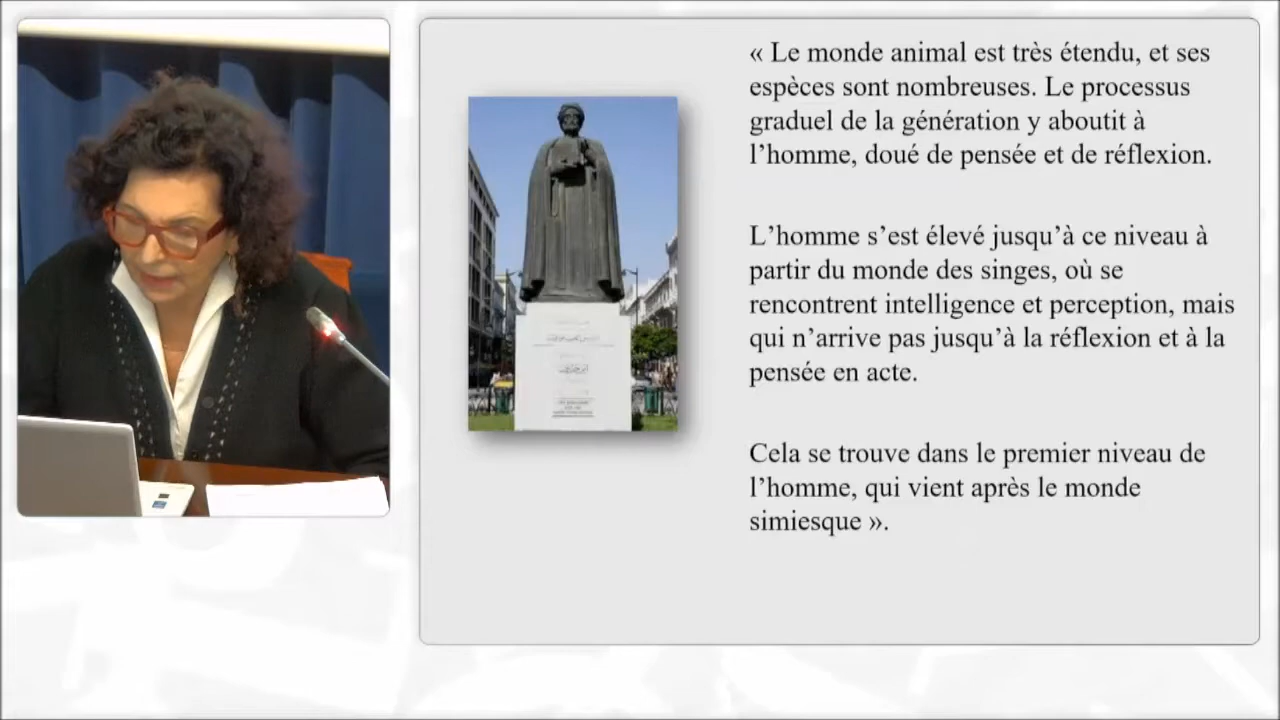 « Le monde animal est très étendu, et ses
espèces sont nombreuses. Le processus
graduel de la génération y aboutit à
l’homme, doué de pensée et de réflexion.
L’homme s’est élevé jusqu’à ce niveau à
partir du monde des singes, où se
rencontrent intelligence et perception, mais
qui n’arrive pas jusqu’à la réflexion et à la
pensée en acte.
Cela se trouve dans le premier niveau de
l’homme, qui vient après le monde
simiesque ».